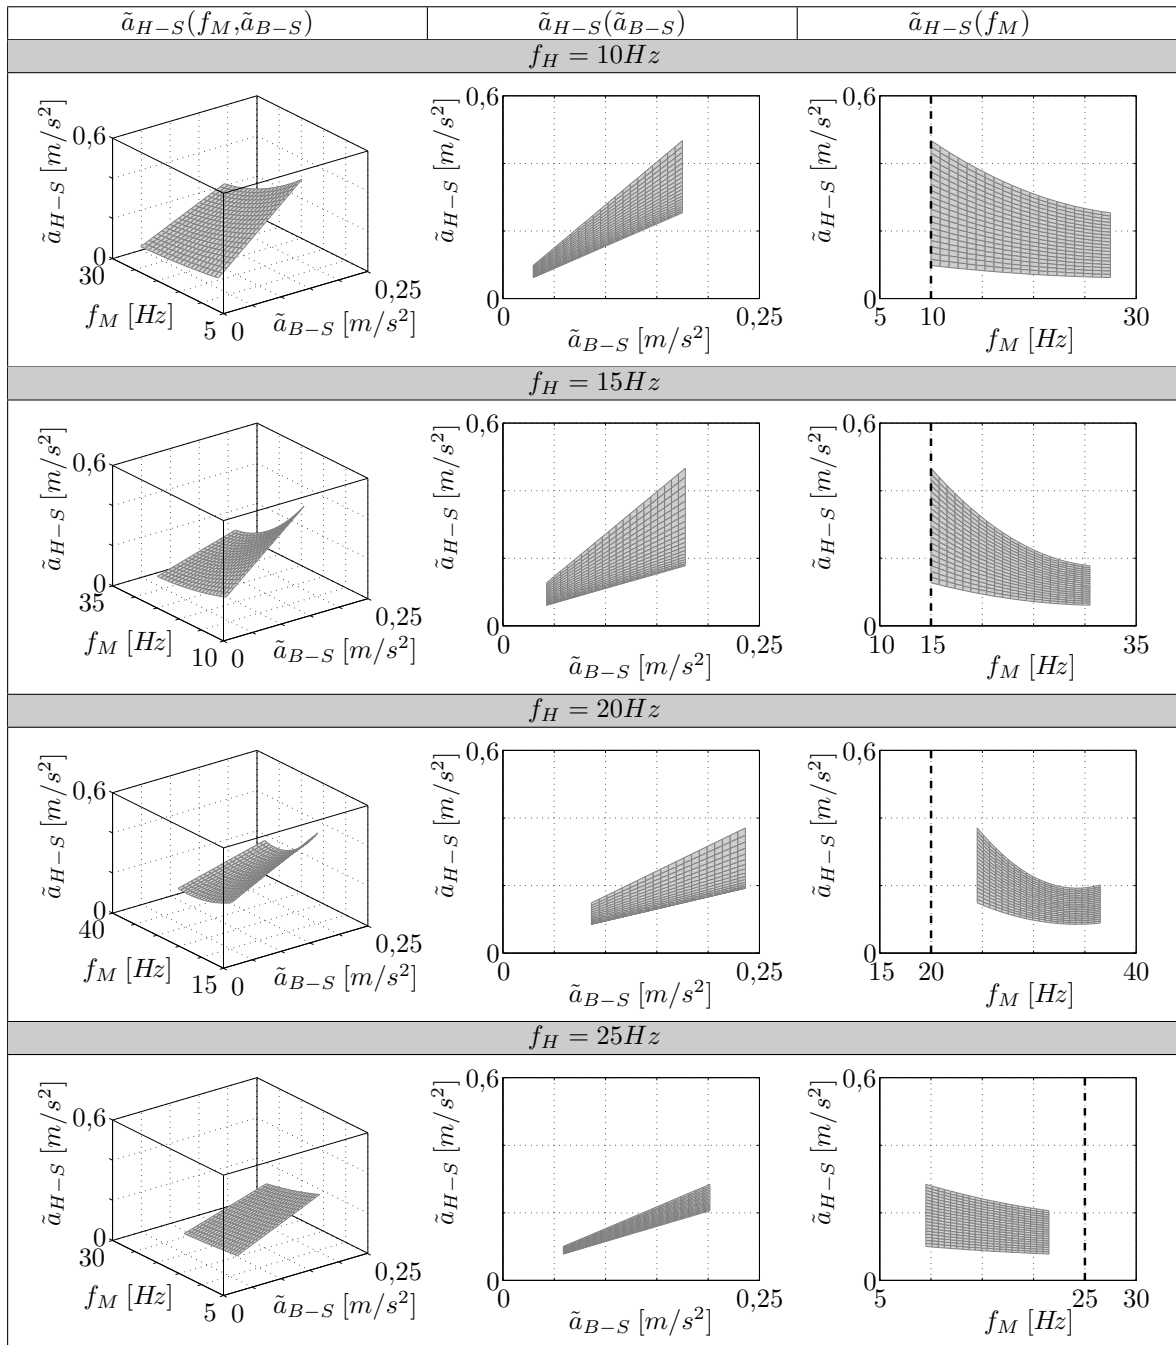 ã_{H−S}(f_M,ã_{B−S}) ã_{H−S}(ã_{B−S}) ã_{H−S}(f_M)
f_H = 10Hz
0,6 0 ã_{H−S} [m/s²] 30 5 f_M [Hz] 0 0,25 ã_{B−S} [m/s²]
0,6 0 ã_{H−S} [m/s²] 0 0,25 ã_{B−S} [m/s²]
0,6 0 ã_{H−S} [m/s²] 5 10 30 f_M [Hz]
f_H = 15Hz
0,6 0 ã_{H−S} [m/s²] 35 10 f_M [Hz] 0 0,25 ã_{B−S} [m/s²]
0,6 0 ã_{H−S} [m/s²] 0 0,25 ã_{B−S} [m/s²]
0,6 0 ã_{H−S} [m/s²] 10 15 35 f_M [Hz]
f_H = 20Hz
0,6 0 ã_{H−S} [m/s²] 40 15 f_M [Hz] 0 0,25 ã_{B−S} [m/s²]
0,6 0 ã_{H−S} [m/s²] 0 0,25 ã_{B−S} [m/s²]
0,6 0 ã_{H−S} [m/s²] 15 20 40 f_M [Hz]
f_H = 25Hz
0,6 0 ã_{H−S} [m/s²] 30 5 f_M [Hz] 0 0,25 ã_{B−S} [m/s²]
0,6 0 ã_{H−S} [m/s²] 0 0,25 ã_{B−S} [m/s²]
0,6 0 ã_{H−S} [m/s²] 5 25 30 f_M [Hz]